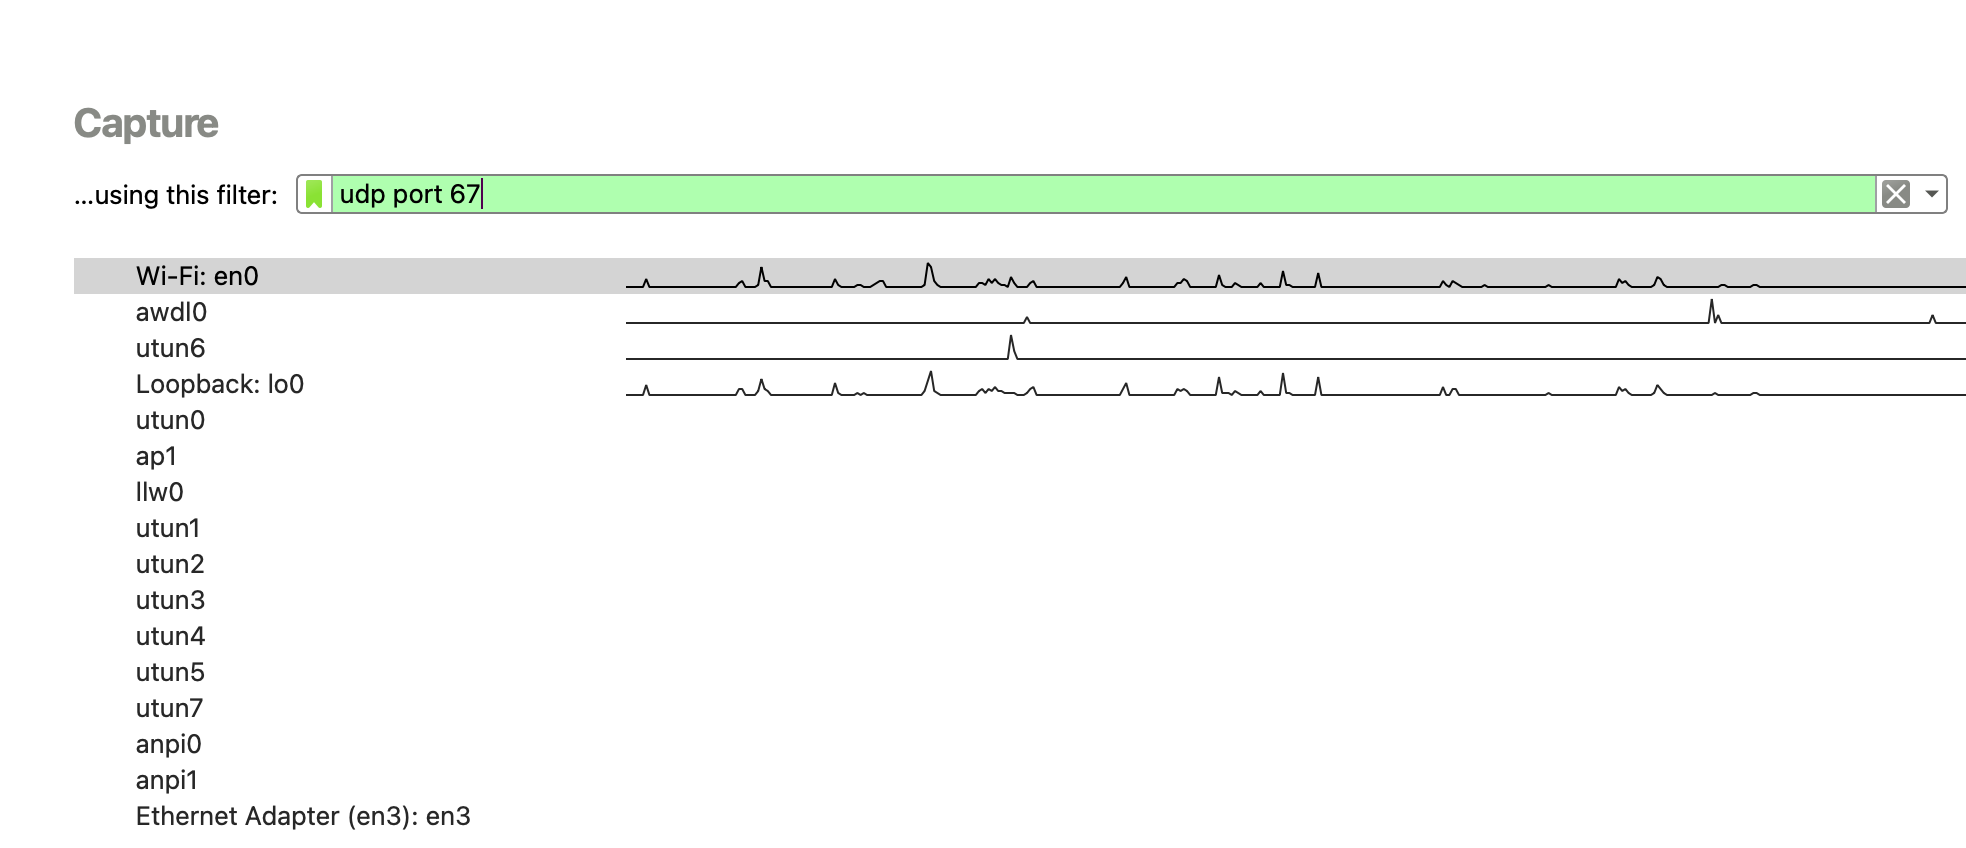 Capture
...using this filter: udp port 67
Wi-Fi: en0
awdl0
utun6
Loopback: lo0
utun0
ap1
llw0
utun1
utun2
utun3
utun4
utun5
utun7
anpi0
anpi1
Ethernet Adapter (en3): en3